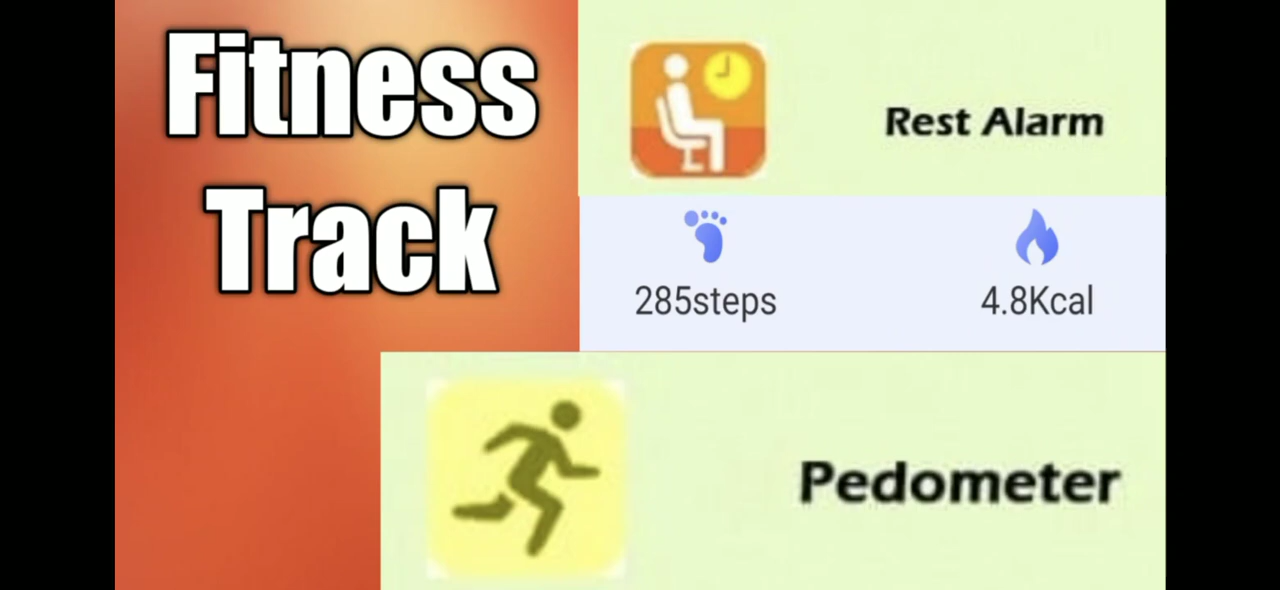 Fitness
Track
Rest Alarm
285steps
4.8Kcal
Pedometer